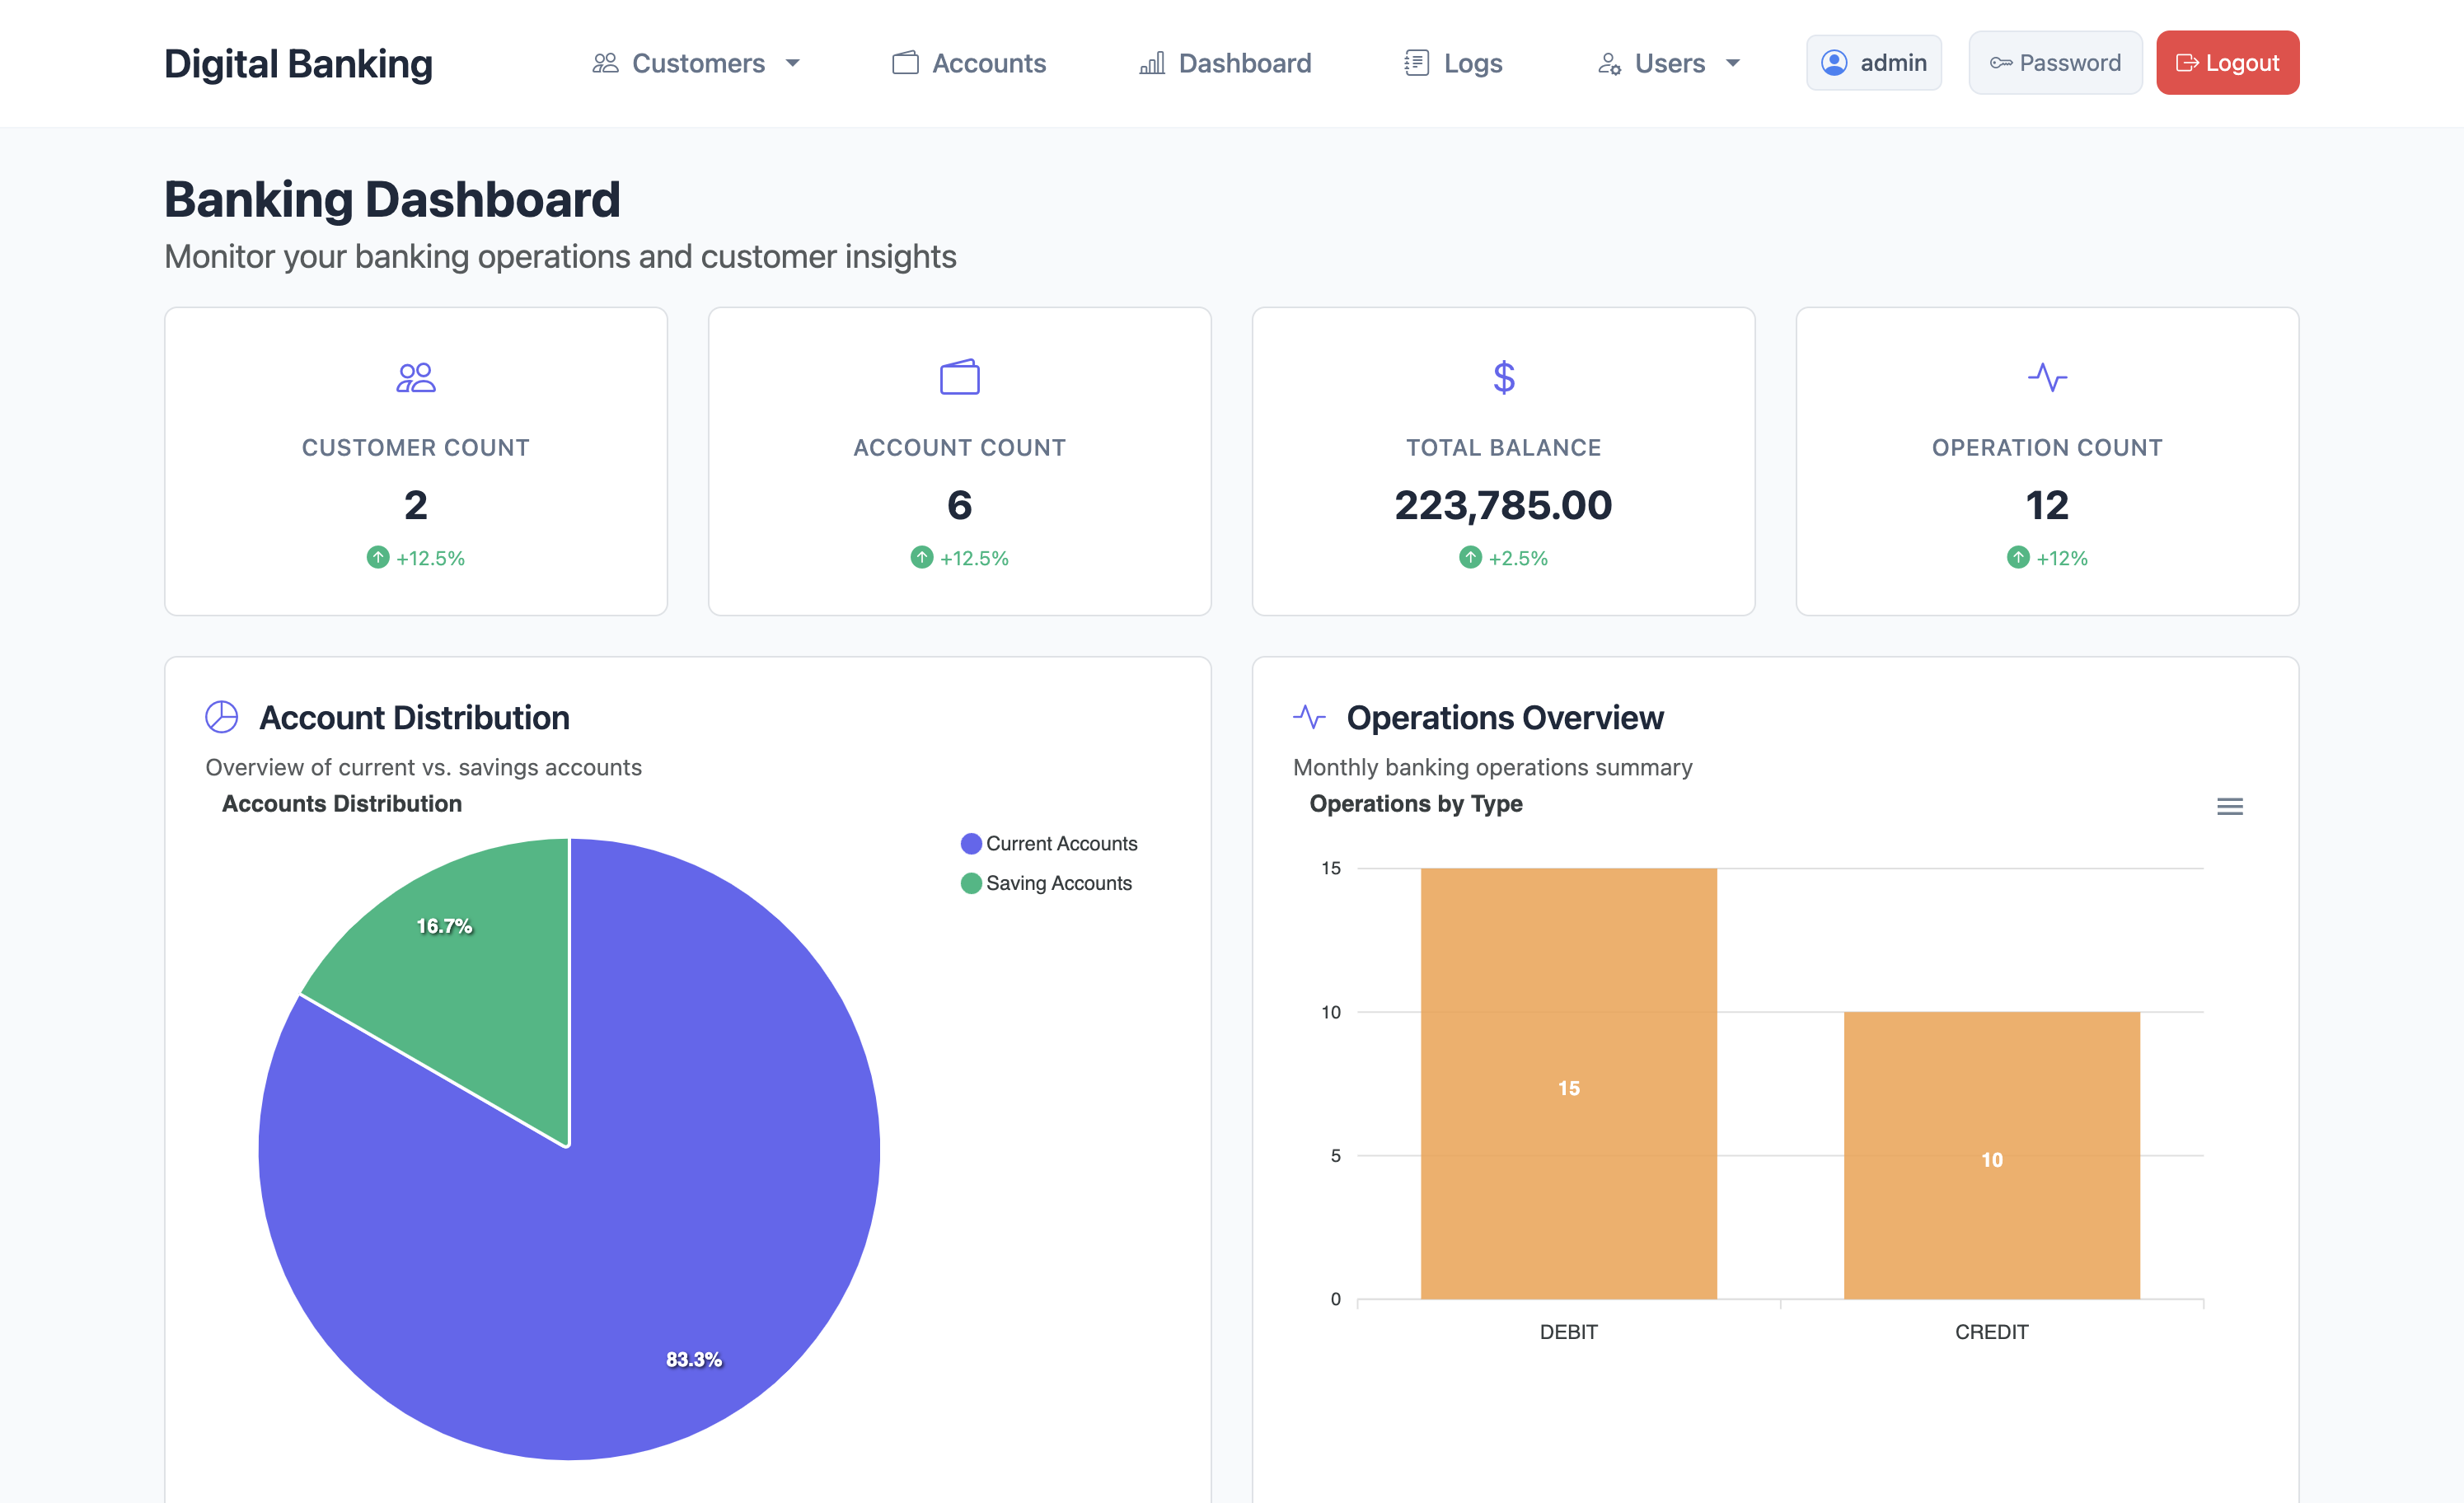 Digital Banking
Customers
Accounts
Dashboard
Logs
Users
admin
Password
Logout
Banking Dashboard
Monitor your banking operations and customer insights
CUSTOMER COUNT
2
+12.5%
ACCOUNT COUNT
6
+12.5%
$
TOTAL BALANCE
223,785.00
+2.5%
OPERATION COUNT
12
+12%
Account Distribution
Overview of current vs. savings accounts
Accounts Distribution
Current Accounts
Saving Accounts
16.7%
83.3%
Operations Overview
Monthly banking operations summary
Operations by Type
15
10
5
0
15
10
DEBIT
CREDIT